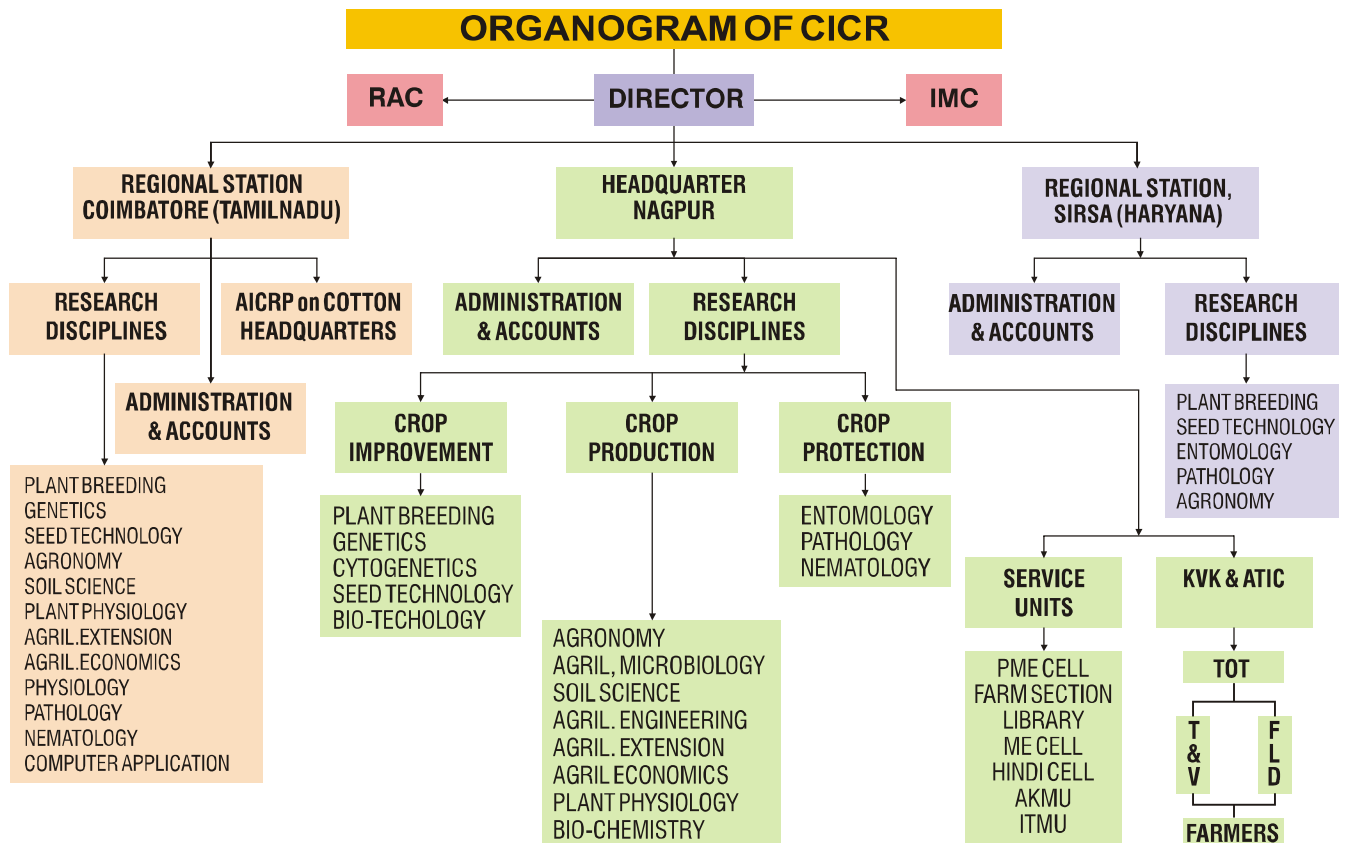 ORGANOGRAM OF CICR
RAC
DIRECTOR
IMC
REGIONAL STATION
COIMBATORE (TAMILNADU)
HEADQUARTER
NAGPUR
REGIONAL STATION,
SIRSA (HARYANA)
RESEARCH
DISCIPLINES
AICRP on COTTON
HEADQUARTERS
ADMINISTRATION
& ACCOUNTS
PLANT BREEDING
GENETICS
SEED TECHNOLOGY
AGRONOMY
SOIL SCIENCE
PLANT PHYSIOLOGY
AGRIL.EXTENSION
AGRIL.ECONOMICS
PHYSIOLOGY
PATHOLOGY
NEMATOLOGY
COMPUTER APPLICATION
ADMINISTRATION
& ACCOUNTS
RESEARCH
DISCIPLINES
CROP
IMPROVEMENT
PLANT BREEDING
GENETICS
CYTOGENETICS
SEED TECHNOLOGY
BIO-TECHOLOGY
CROP
PRODUCTION
AGRONOMY
AGRIL, MICROBIOLOGY
SOIL SCIENCE
AGRIL. ENGINEERING
AGRIL. EXTENSION
AGRIL ECONOMICS
PLANT PHYSIOLOGY
BIO-CHEMISTRY
CROP
PROTECTION
ENTOMOLOGY
PATHOLOGY
NEMATOLOGY
SERVICE
UNITS
PME CELL
FARM SECTION
LIBRARY
ME CELL
HINDI CELL
AKMU
ITMU
KVK & ATIC
TOT
T
&
V
F
L
D
FARMERS
ADMINISTRATION
& ACCOUNTS
RESEARCH
DISCIPLINES
PLANT BREEDING
SEED TECHNOLOGY
ENTOMOLOGY
PATHOLOGY
AGRONOMY